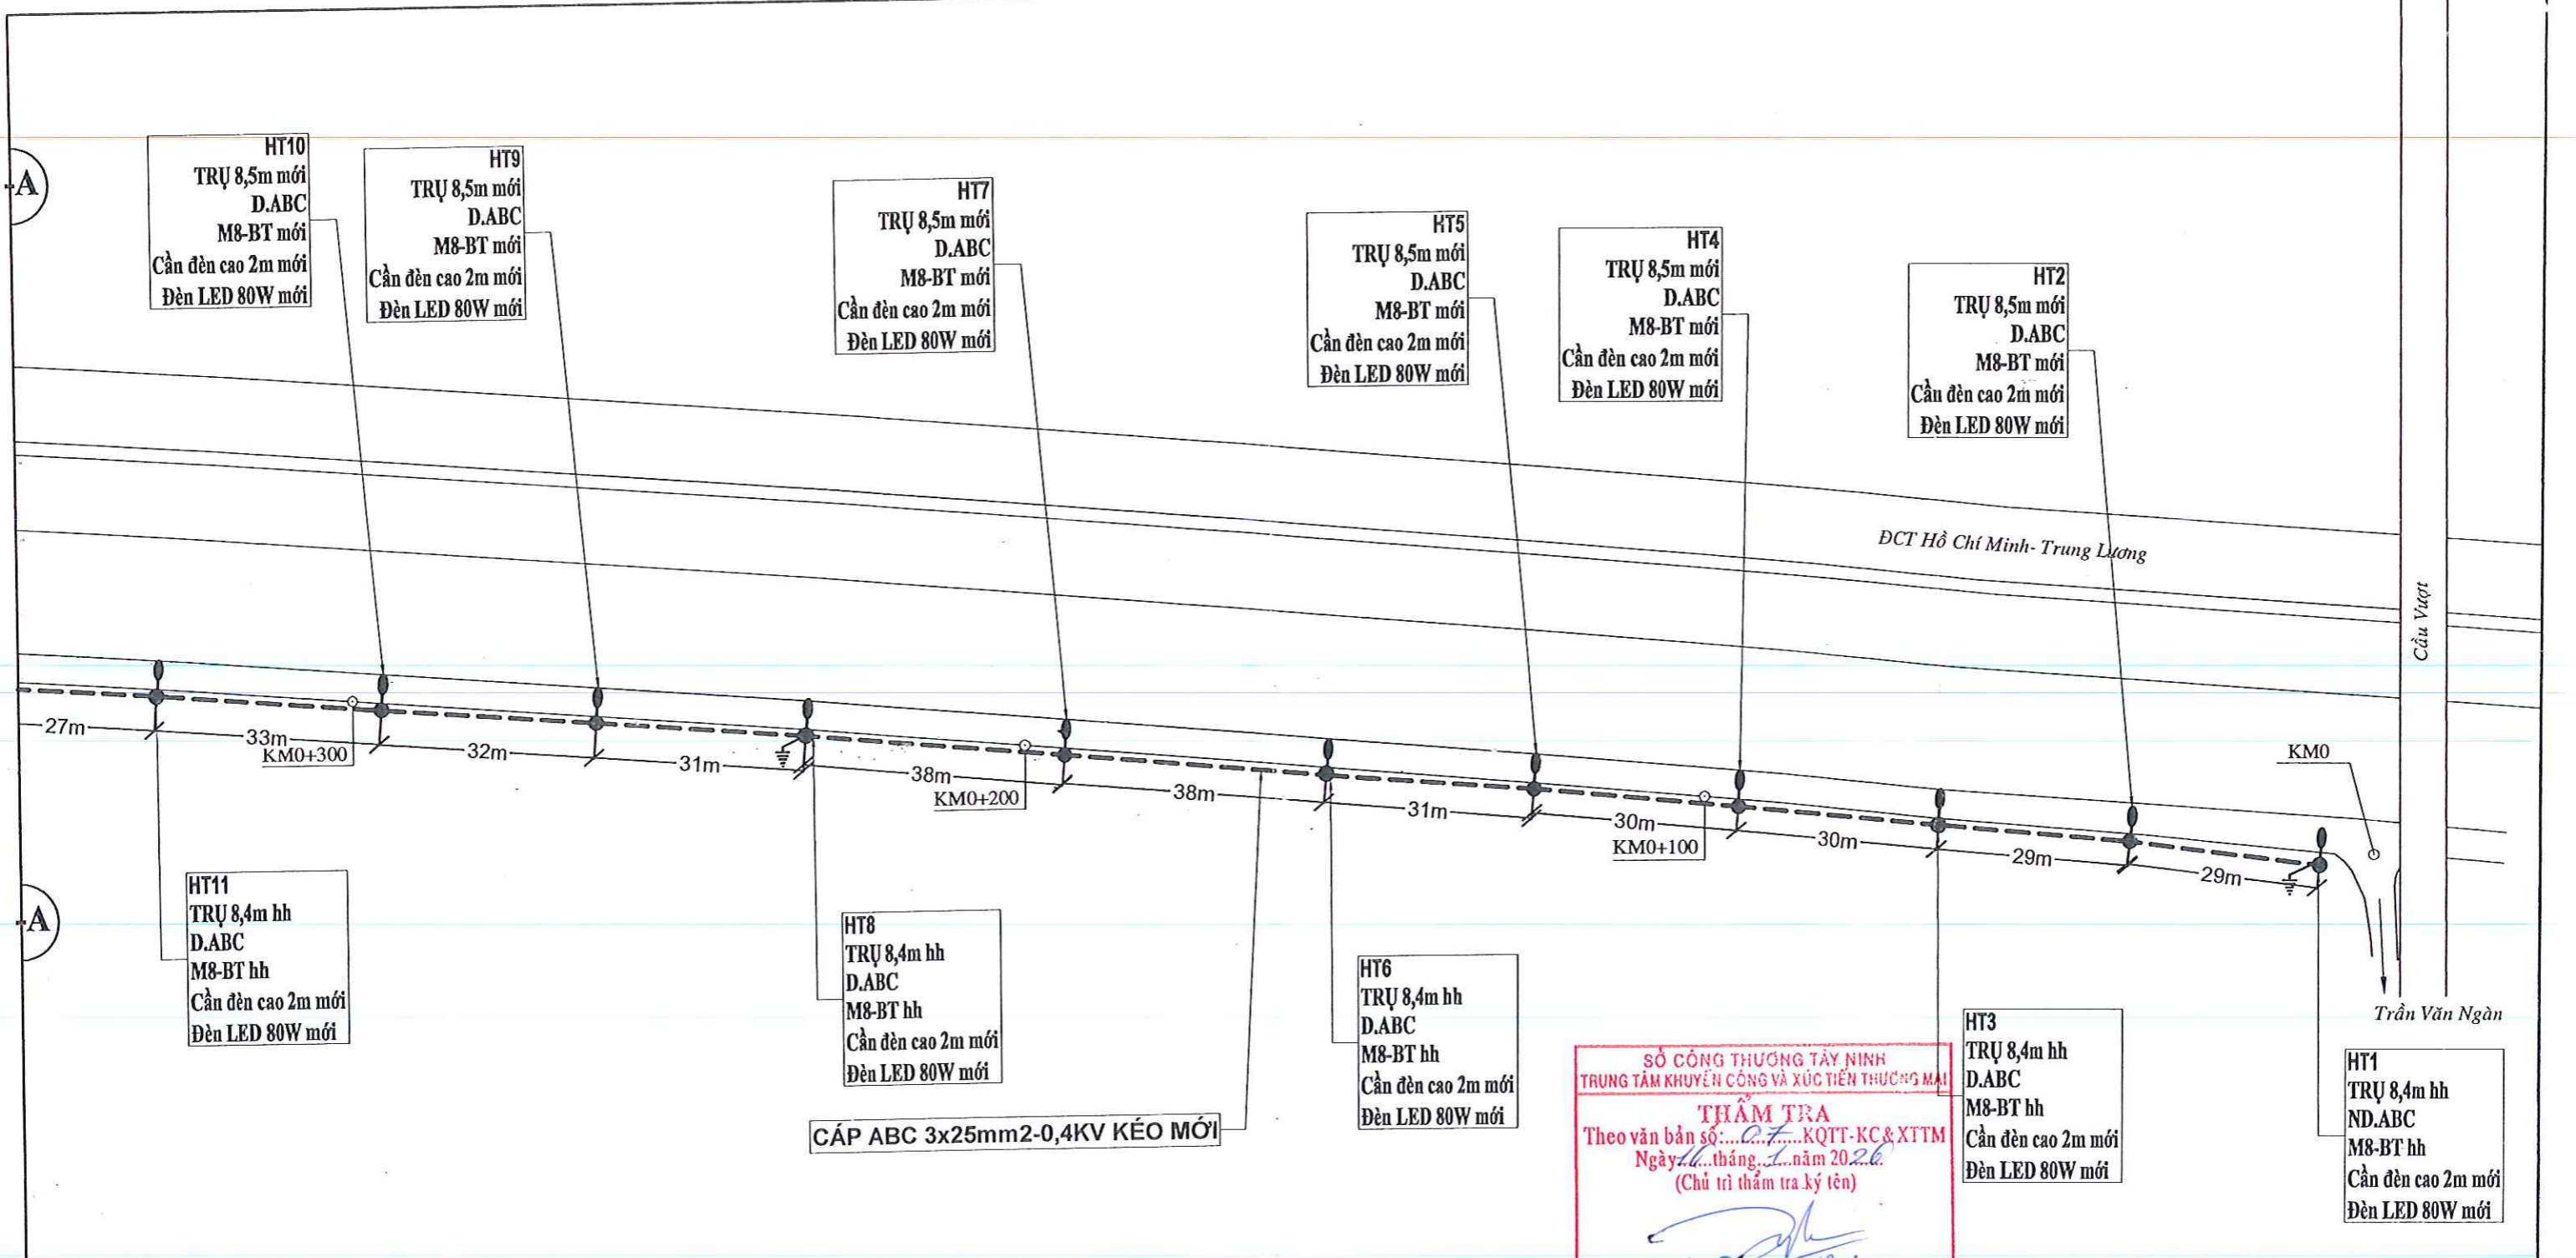 A
HT10
TRỤ 8,5m mới
D.ABC
M8-BT mới
Cần đèn cao 2m mới
Đèn LED 80W mới
HT9
TRỤ 8,5m mới
D.ABC
M8-BT mới
Cần đèn cao 2m mới
Đèn LED 80W mới
HT7
TRỤ 8,5m mới
D.ABC
M8-BT mới
Cần đèn cao 2m mới
Đèn LED 80W mới
HT5
TRỤ 8,5m mới
D.ABC
M8-BT mới
Cần đèn cao 2m mới
Đèn LED 80W mới
HT4
TRỤ 8,5m mới
D.ABC
M8-BT mới
Cần đèn cao 2m mới
Đèn LED 80W mới
HT2
TRỤ 8,5m mới
D.ABC
M8-BT mới
Cần đèn cao 2m mới
Đèn LED 80W mới
ĐCT Hồ Chí Minh- Trung Lương
Cầu Vượt
27m
33m
KM0+300
32m
31m
38m
KM0+200
38m
31m
30m
KM0+100
30m
29m
29m
KM0
A
HT11
TRỤ 8,4m hh
D.ABC
M8-BT hh
Cần đèn cao 2m mới
Đèn LED 80W mới
HT8
TRỤ 8,4m hh
D.ABC
M8-BT hh
Cần đèn cao 2m mới
Đèn LED 80W mới
HT6
TRỤ 8,4m hh
D.ABC
M8-BT hh
Cần đèn cao 2m mới
Đèn LED 80W mới
HT3
TRỤ 8,4m hh
D.ABC
M8-BT hh
Cần đèn cao 2m mới
Đèn LED 80W mới
Trần Văn Ngàn
HT1
TRỤ 8,4m hh
ND.ABC
M8-BT hh
Cần đèn cao 2m mới
Đèn LED 80W mới
CÁP ABC 3x25mm2-0,4KV KÉO MỚI
SỞ CÔNG THƯƠNG TÂY NINH
TRUNG TÂM KHUYẾN CÔNG VÀ XÚC TIẾN THƯƠNG MẠI
THẨM TRA
Theo văn bản số:....07....KQTT-KC&XTTM
Ngày......tháng..1...năm 2026
(Chủ trì thẩm tra ký tên)